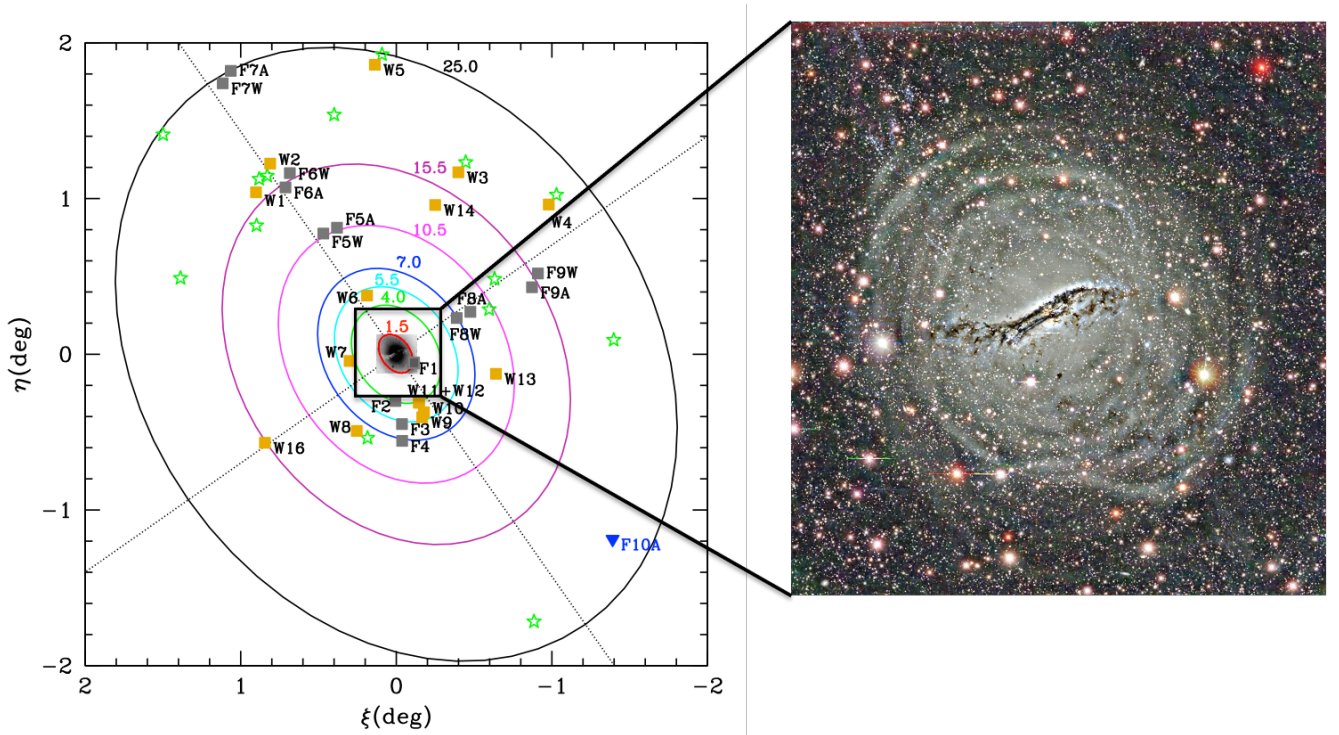 2
1
0
−1
−2
η(deg)
25.0
W5
F7A
F7W
W2
F6W
F6A
W1
15.5
W3
W14
W4
F5A
F5W
10.5
7.0
F9W
F9A
5.5
4.0
W6
F8A
F8W
1.5
W7
F1
W13
W11+W12
F2
W10
W9
W8
F3
F4
W16
F10A
2
1
0
−1
−2
ξ(deg)